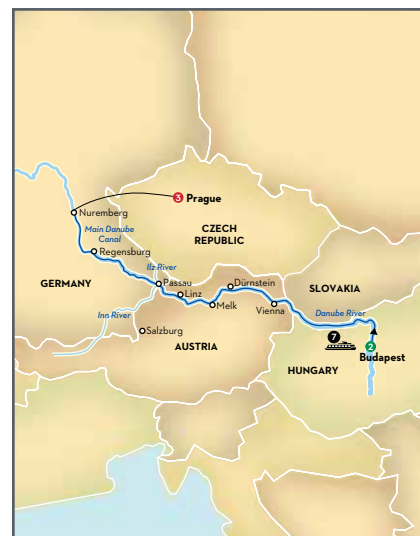 3 Prague
Nuremberg
Main Danube
Canal
CZECH
REPUBLIC
Regensburg
GERMANY
Ilz River
Passau
Dürnstein
SLOVAKIA
Linz
Melk
Vienna
Danube River
Inn River
Salzburg
7
2
Budapest
AUSTRIA
HUNGARY